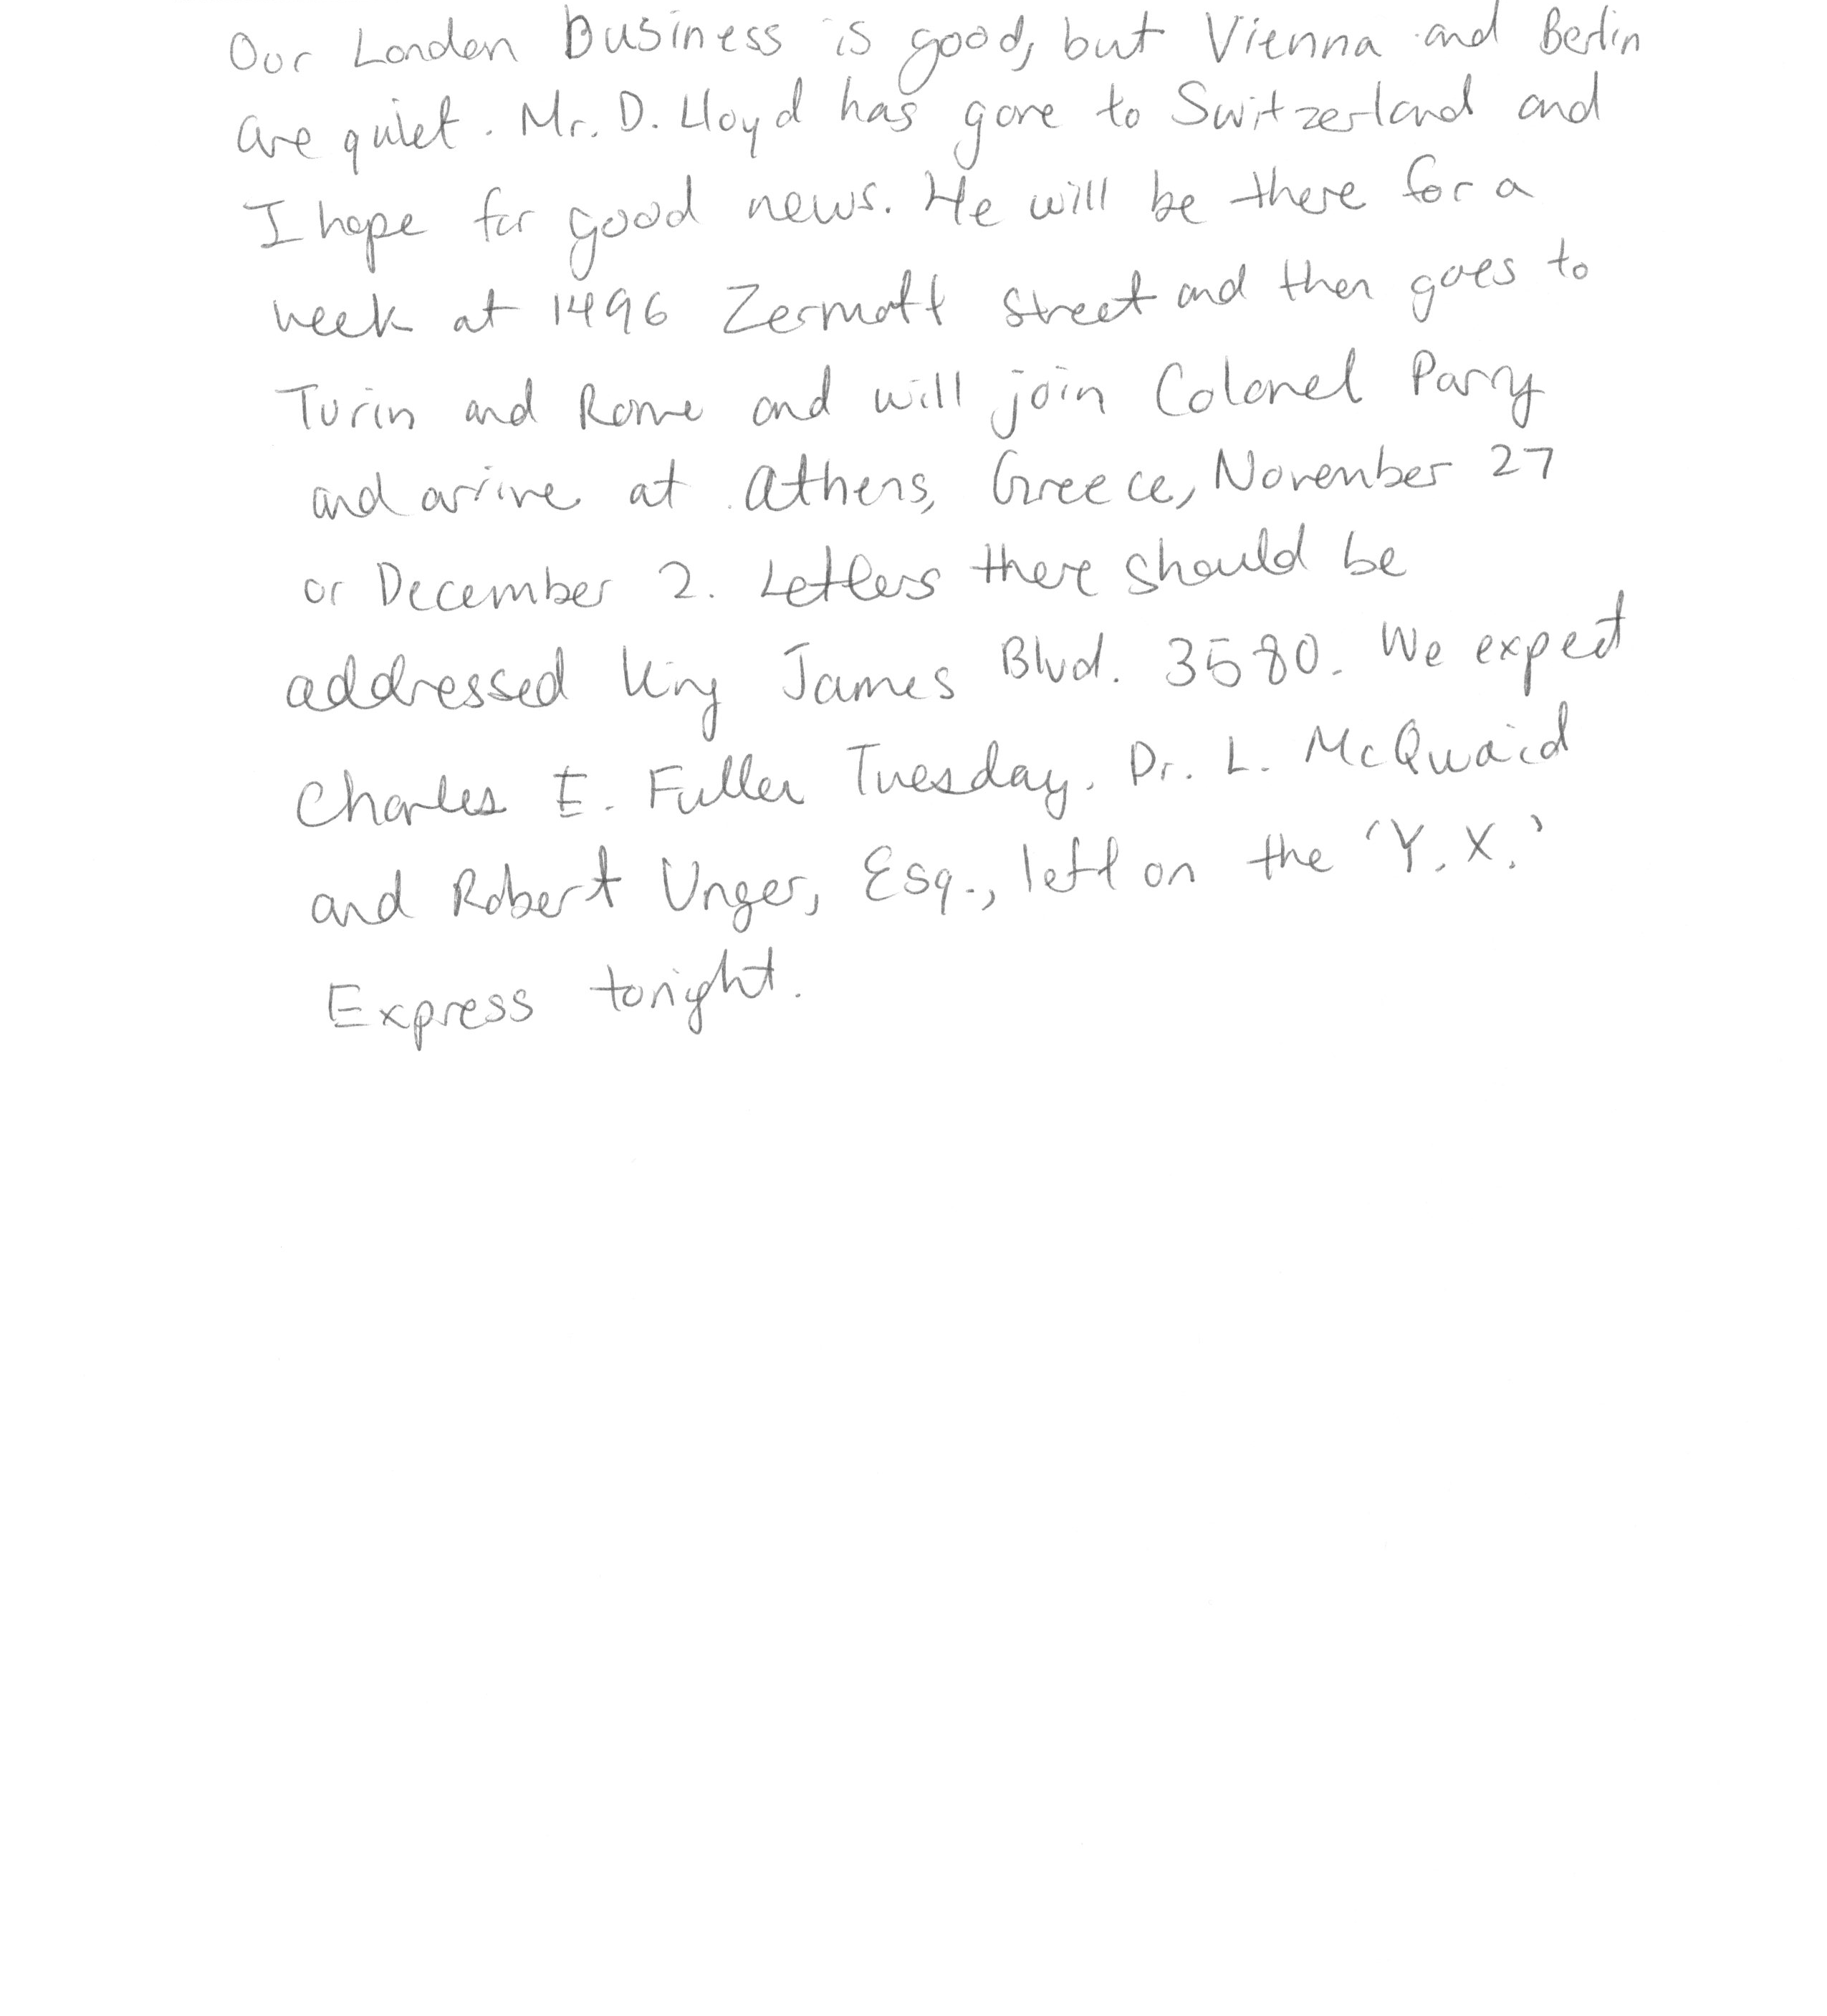 Our London Business is good, but Vienna and Berlin
are quiet. Mr. D. Lloyd has gone to Switzerland and
I hope for good news. He will be there for a
week at 1496 Zermott Street and then goes to
Turin and Rome and will join Colonel Parry
and arrive at Athens, Greece, November 27
or December 2. Letters there should be
addressed King James Blvd. 3580. We expect
Charles E. Fuller Tuesday. Dr. L. McQuaid
and Robert Unger, Esq., left on the 'Y.X.'
Express tonight.